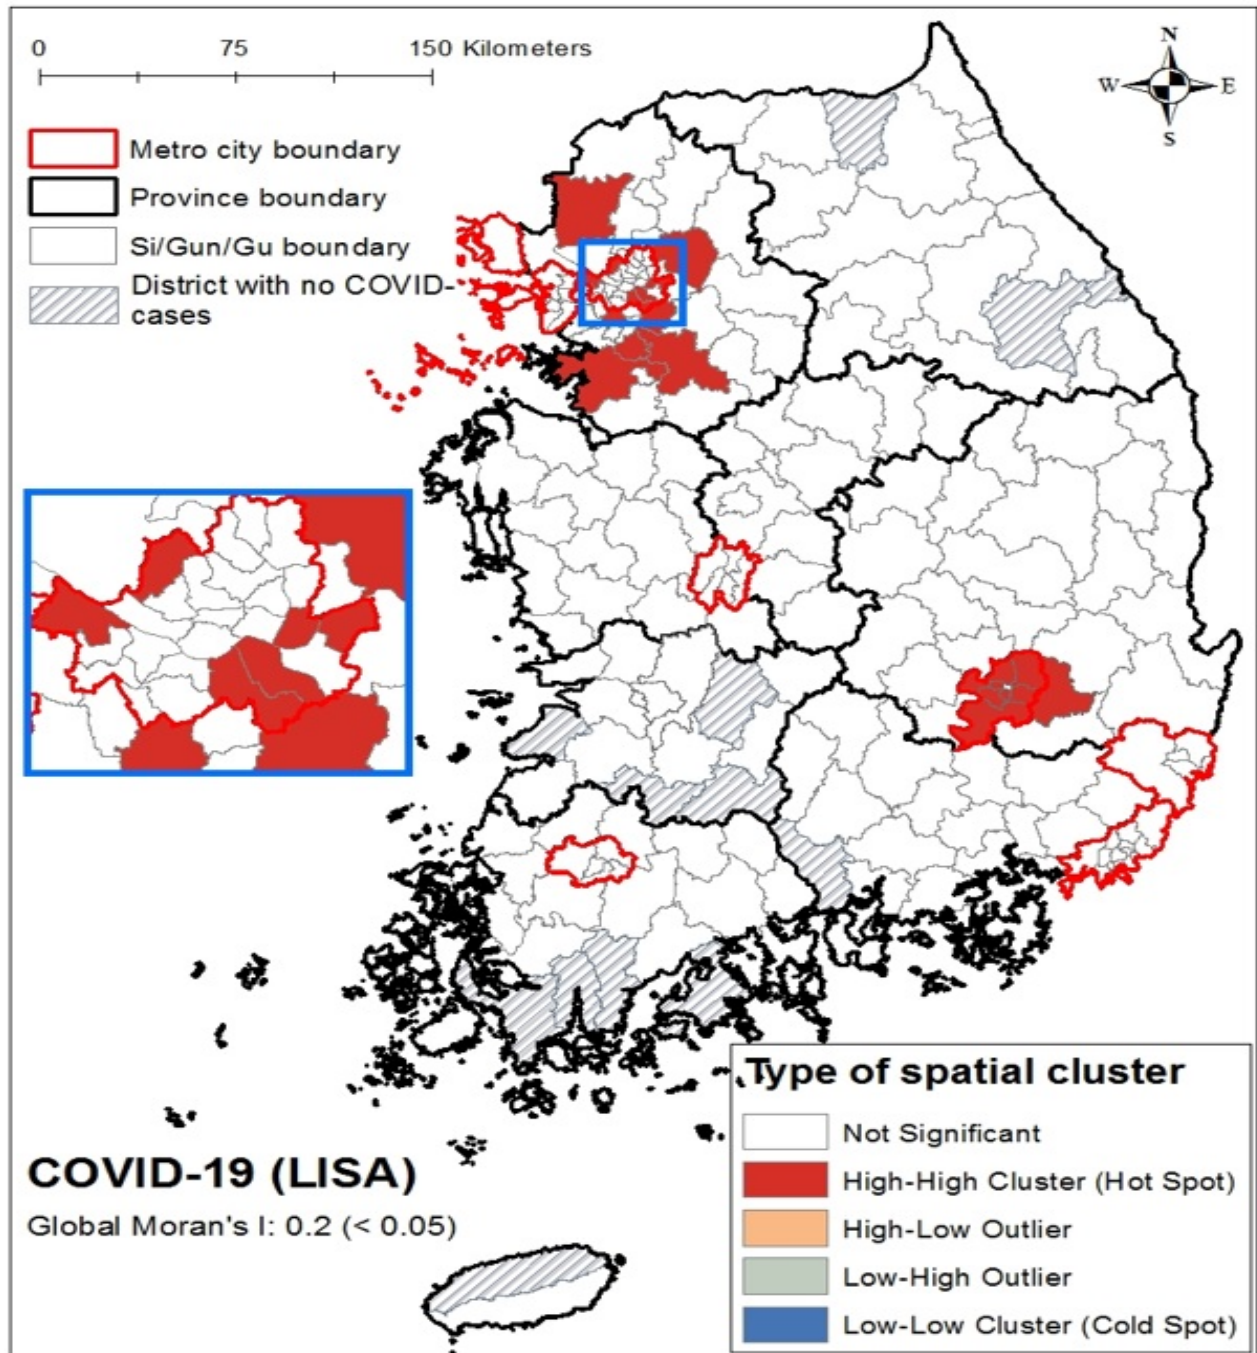 0 75 150 Kilometers
N
W E
S
Metro city boundary
Province boundary
Si/Gun/Gu boundary
District with no COVID-
cases
Type of spatial cluster
Not Significant
High-High Cluster (Hot Spot)
High-Low Outlier
Low-High Outlier
Low-Low Cluster (Cold Spot)
COVID-19 (LISA)
Global Moran's I: 0.2 (< 0.05)